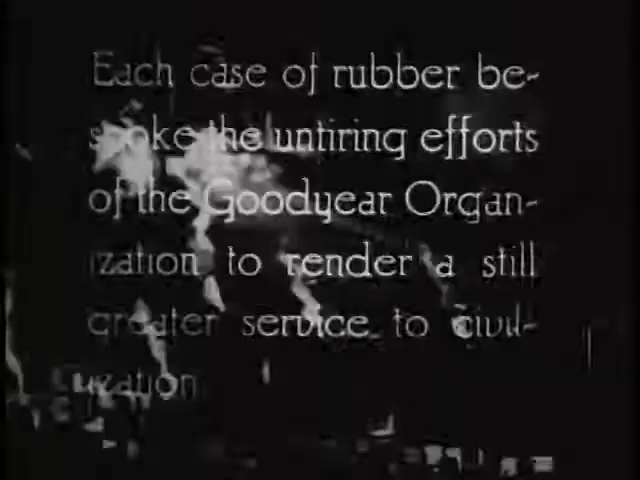 Each case of rubber be-
spoke the untiring efforts
of the Goodyear Organ-
ization to render a still
greater service to civil-
ization